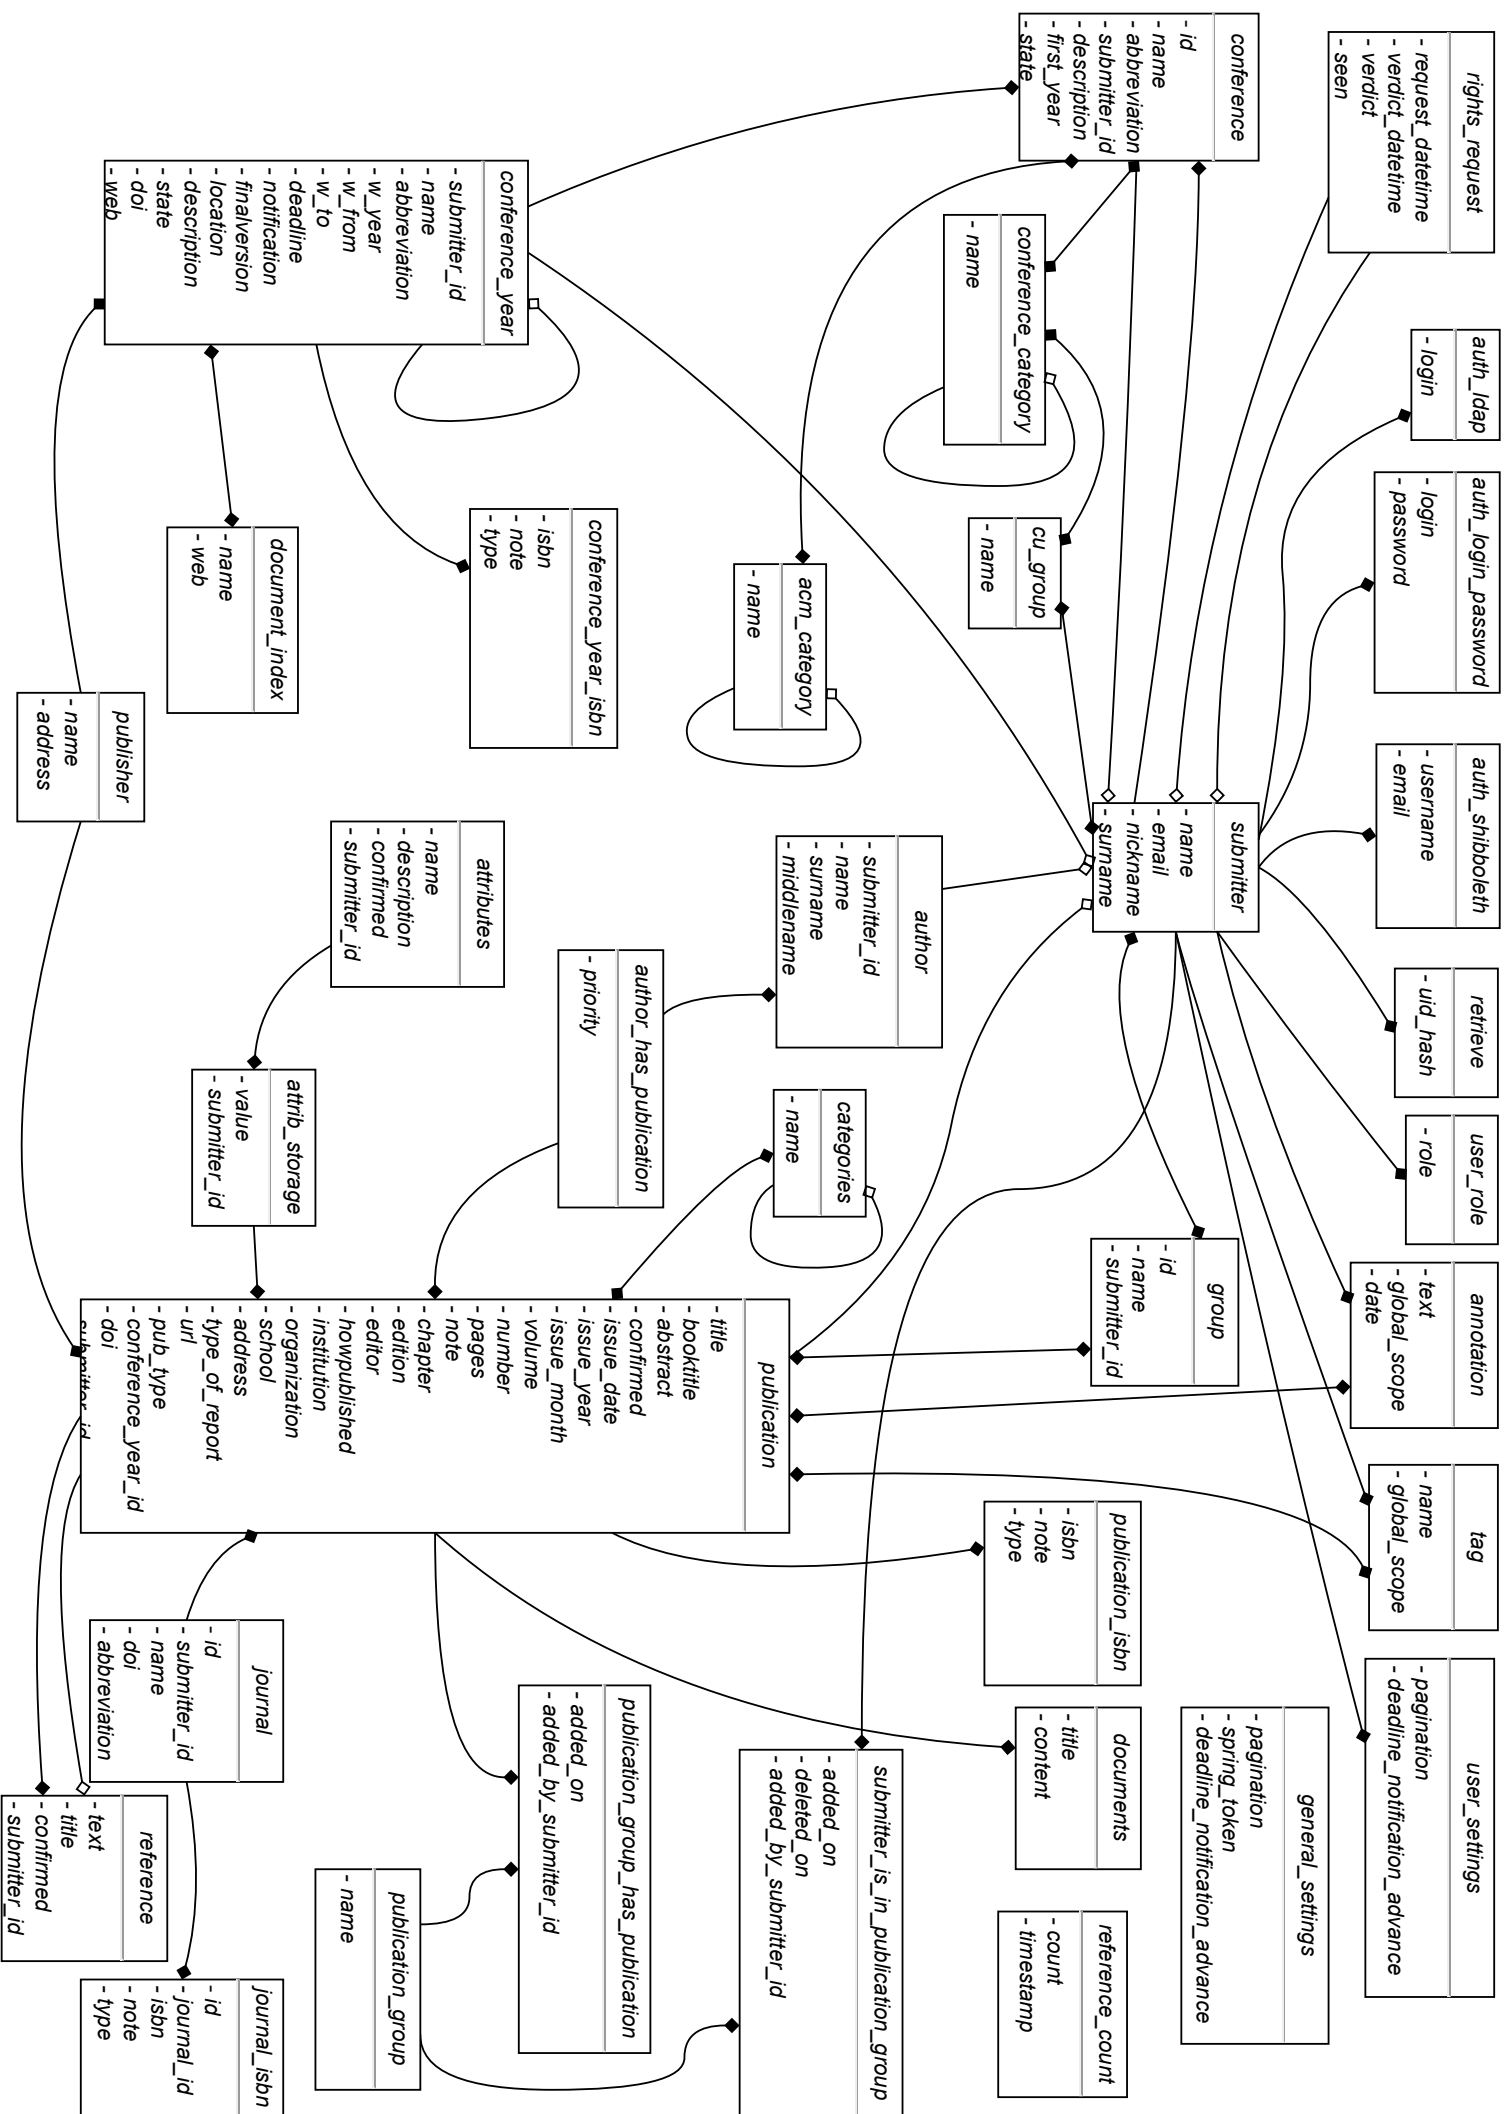 rights_request
- request_datetime
- verdict_datetime
- verdict
- seen
auth_ldap
- login
auth_login_password
- login
- password
auth_shibboleth
- username
- email
retrieve
- uid_hash
user_role
- role
annotation
- text
- global_scope
- date
tag
- name
- global_scope
user_settings
- pagination
- deadline_notification_advance
general_settings
- pagination
- spring_token
- deadline_notification_advance
conference
- id
- name
- abbreviation
- submitter_id
- description
- first_year
- state
submitter
- name
- email
- nickname
- surname
group
- id
- name
- submitter_id
publication_isbn
- isbn
- note
- type
documents
- title
- content
reference_count
- count
- timestamp
conference_category
- name
cu_group
- name
acm_category
- name
author
- submitter_id
- name
- surname
- middlename
categories
- name
submitter_is_in_publication_group
- added_on
- deleted_on
- added_by_submitter_id
author_has_publication
- priority
publication
- title
- booktitle
- abstract
- confirmed
- issue_date
- issue_year
- issue_month
- volume
- number
- pages
- note
- chapter
- edition
- editor
- howpublished
- institution
- organization
- school
- address
- type_of_report
- url
- pub_type
- conference_year_id
- doi
submitter_id
publication_group_has_publication
- added_on
- added_by_submitter_id
conference_year_isbn
- isbn
- note
- type
conference_year
- submitter_id
- name
- abbreviation
- w_year
- w_from
- w_to
- deadline
- notification
- finalversion
- location
- description
- state
- doi
- web
attributes
- name
- description
- confirmed
- submitter_id
publication_group
- name
attrib_storage
- value
- submitter_id
document_index
- name
- web
journal
- id
- submitter_id
- name
- doi
- abbreviation
journal_isbn
- id
- journal_id
- isbn
- note
- type
publisher
- name
- address
reference
- text
- title
- confirmed
- submitter_id